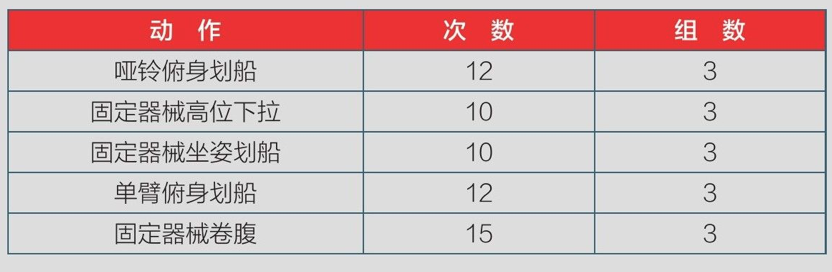 动 作 次 数 组 数
哑铃俯身划船 12 3
固定器械高位下拉 10 3
固定器械坐姿划船 10 3
单臂俯身划船 12 3
固定器械卷腹 15 3